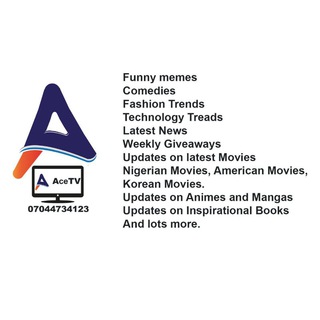 Funny memes
Comedies
Fashion Trends
Technology Treads
Latest News
Weekly Giveaways
Updates on latest Movies
Nigerian Movies, American Movies,
Korean Movies.
Updates on Animes and Mangas
Updates on Inspirational Books
And lots more.
AceTV
07044734123